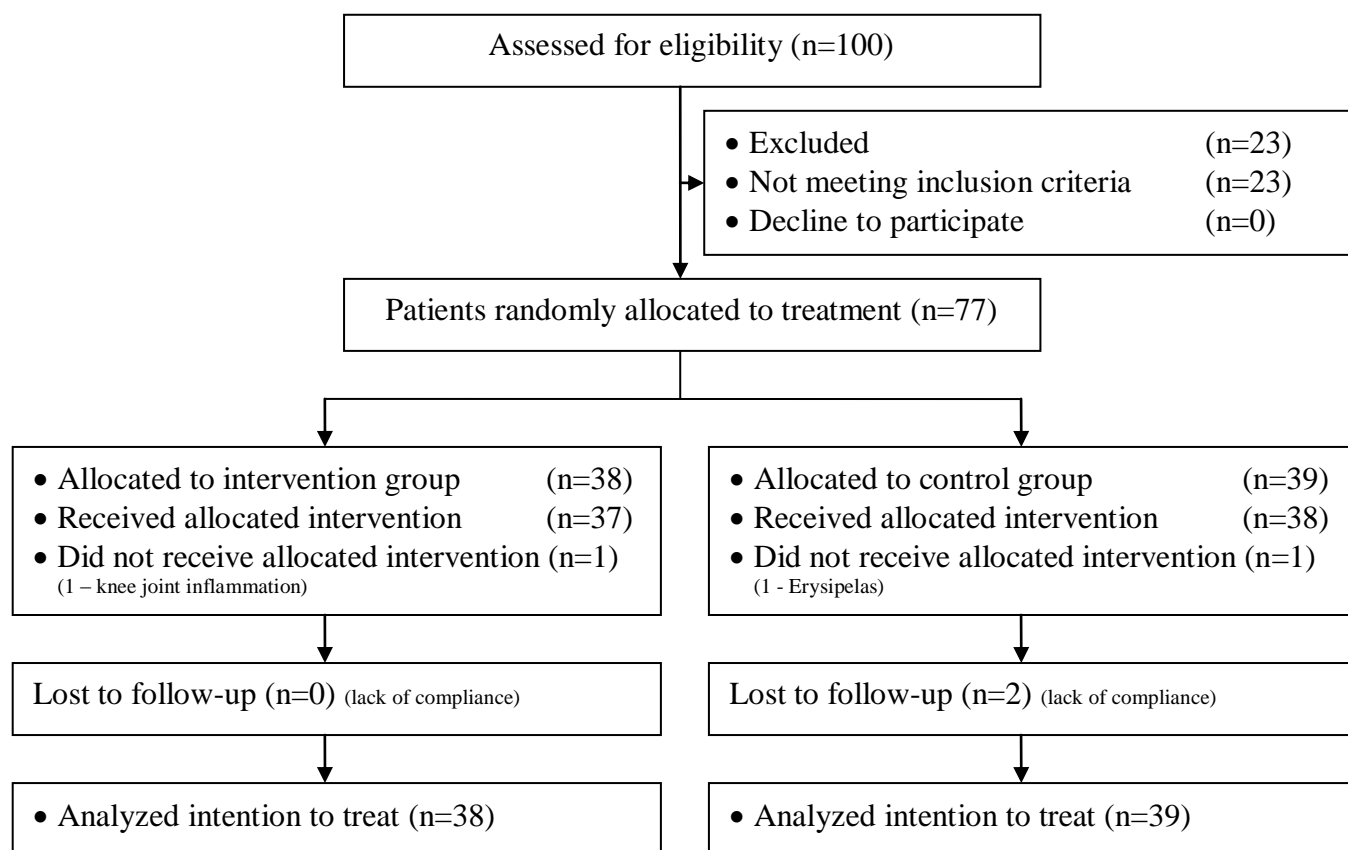 Assessed for eligibility (n=100)
• Excluded (n=23)
• Not meeting inclusion criteria (n=23)
• Decline to participate (n=0)
Patients randomly allocated to treatment (n=77)
• Allocated to intervention group (n=38)
• Received allocated intervention (n=37)
• Did not receive allocated intervention (n=1)
(1 – knee joint inflammation)
• Allocated to control group (n=39)
• Received allocated intervention (n=38)
• Did not receive allocated intervention (n=1)
(1 - Erysipelas)
Lost to follow-up (n=0) (lack of compliance)
Lost to follow-up (n=2) (lack of compliance)
• Analyzed intention to treat (n=38)
• Analyzed intention to treat (n=39)